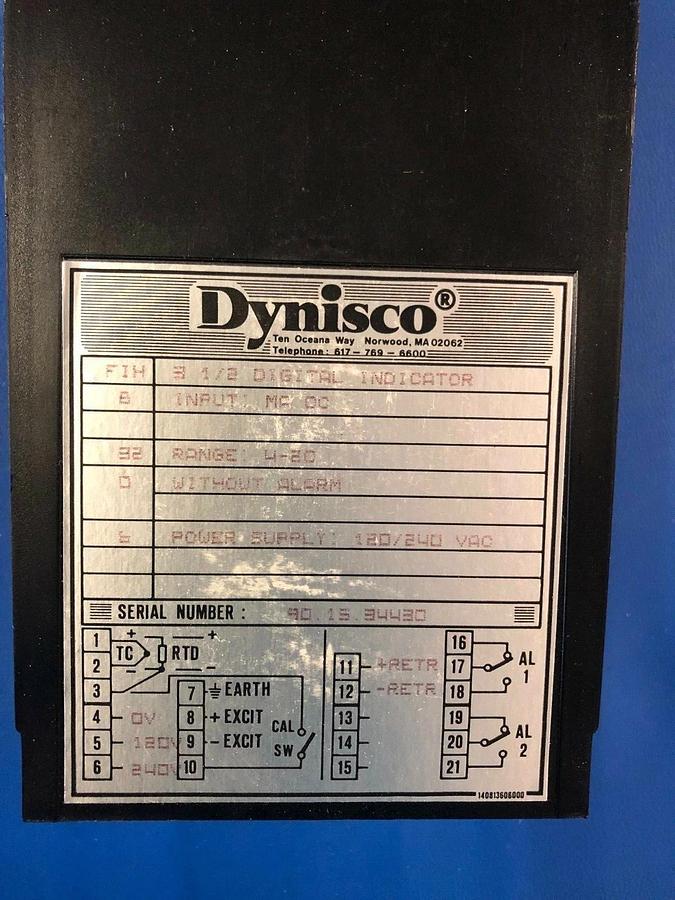 Dynisco®
Ten Oceana Way Norwood, MA 02062
Telephone: 617-769-6600
FIH 3 1/2 DIGITAL INDICATOR
8 INPUT: MA DC
32 RANGE: 4-20
0 WITHOUT ALARM
6 POWER SUPPLY: 120/240 VAC
SERIAL NUMBER: 90.15.34430
1 + +
TC RTD
2 - -
3
4 0V
5 120V
6 240V
7 EARTH
8 + EXCIT
9 - EXCIT
10
CAL
SW
11 +RETR
12 -RETR
13
14
15
16
17
18
AL
1
19
20
21
AL
2
140813606000